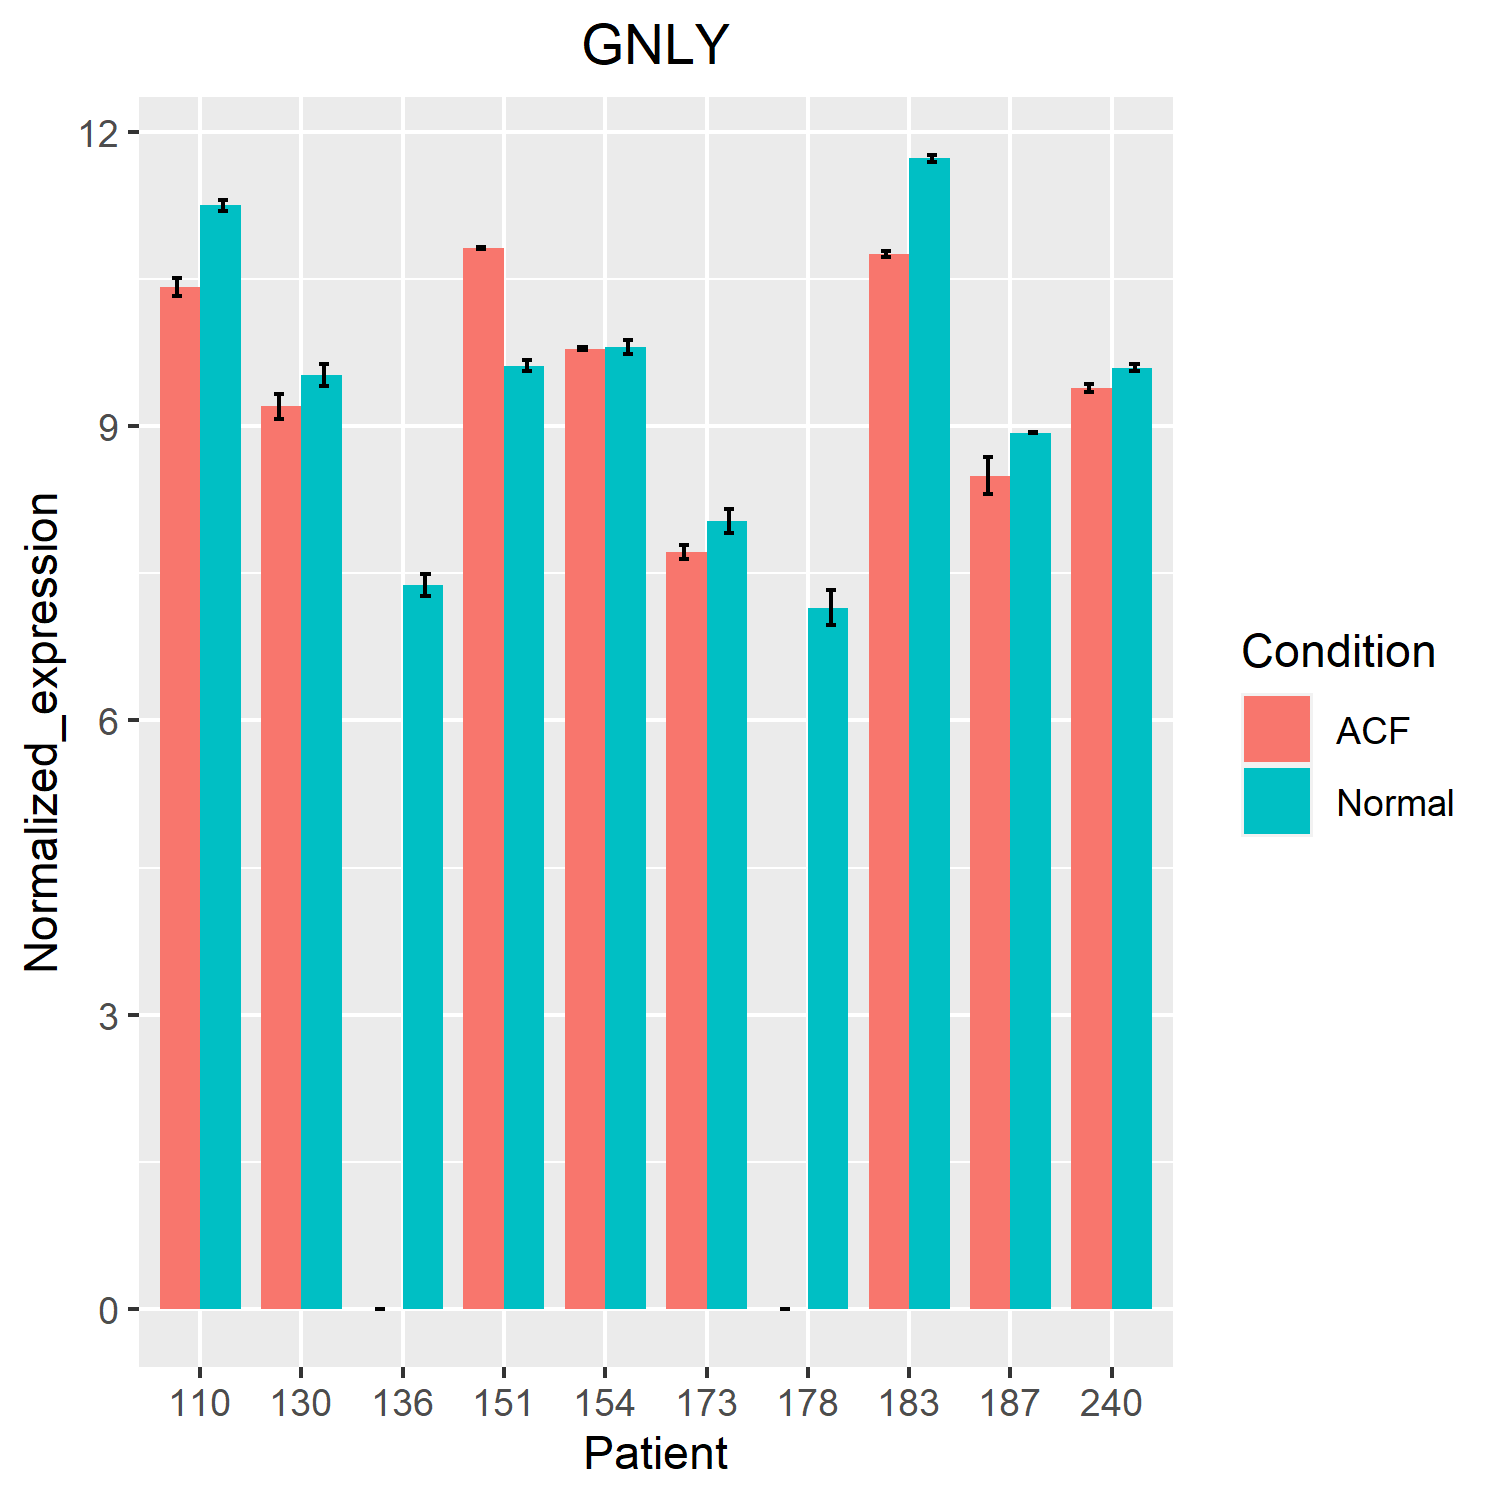 GNLY
12
9
6
3
0
Normalized_expression
110 130 136 151 154 173 178 183 187 240
Patient
Condition
ACF
Normal